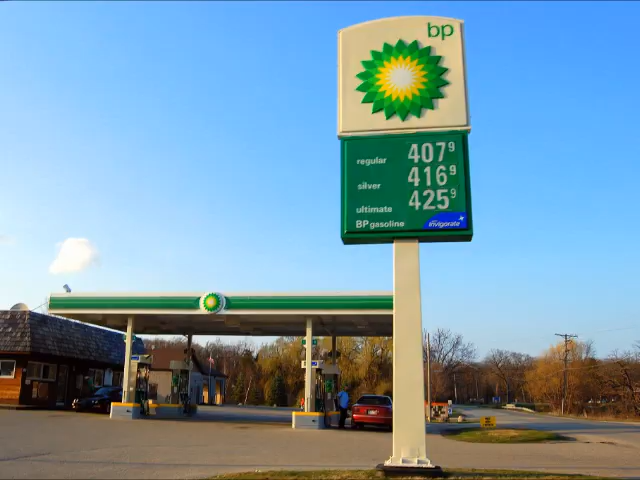 bp
regular 407 9
silver 416 9
ultimate 425 9
BP gasoline invigorate